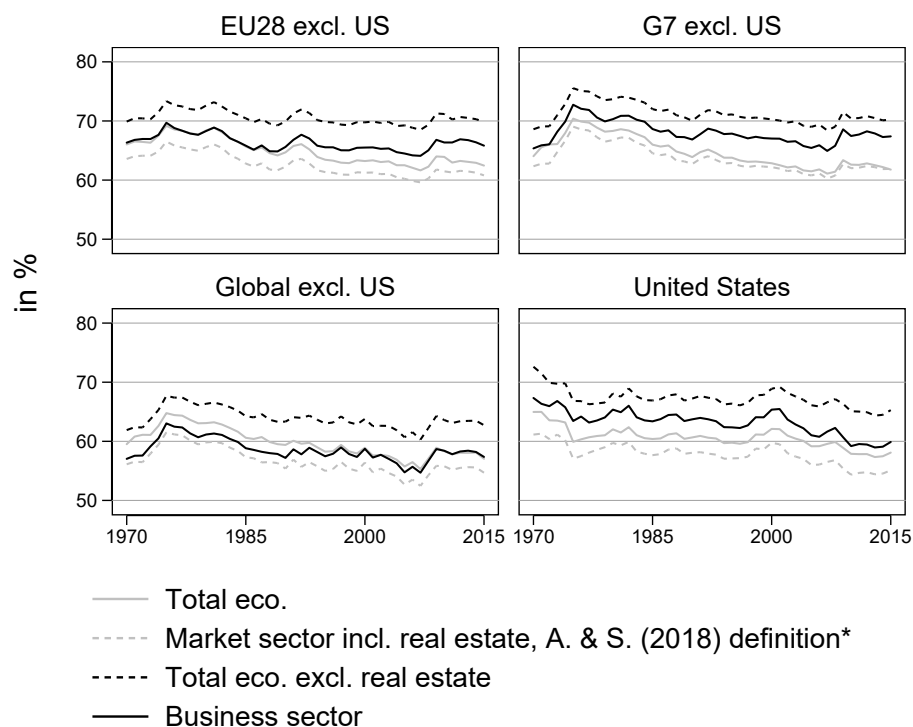 EU28 excl. US
G7 excl. US
80
70
60
50
in %
Global excl. US
United States
80
70
60
50
1970
1985
2000
2015
1970
1985
2000
2015
Total eco.
Market sector incl. real estate, A. & S. (2018) definition*
Total eco. excl. real estate
Business sector